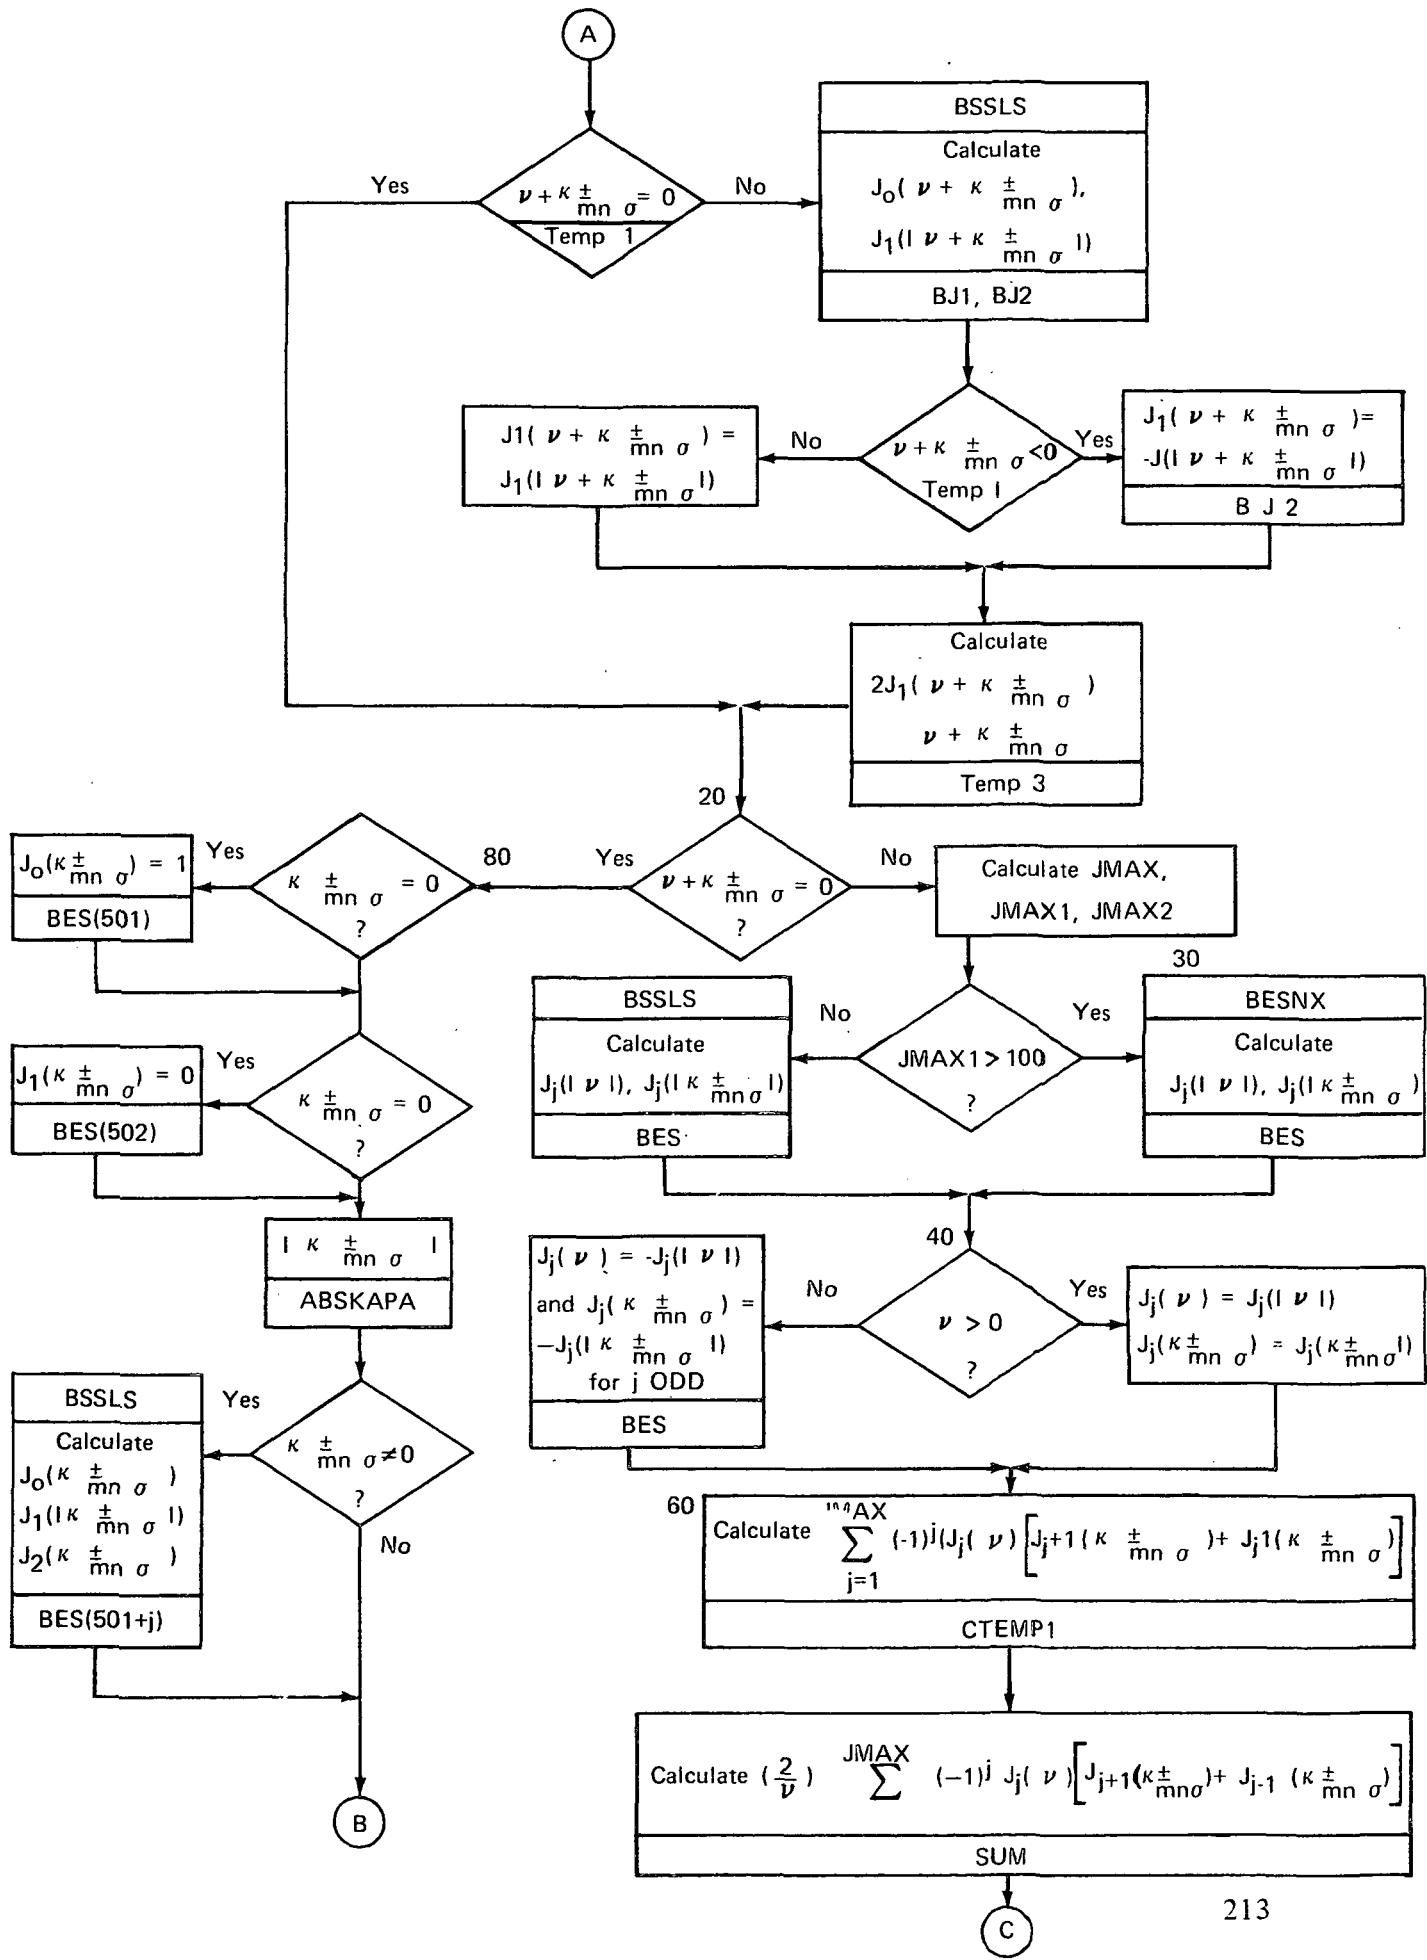 A
BSSLS
Calculate
J₀( ν + κ ±mn σ ),
J₁(| ν + κ ±mn σ |)
BJ1, BJ2
Yes
ν + κ ±mn σ = 0
Temp 1
No
J1( ν + κ ±mn σ ) =
J₁(| ν + κ ±mn σ |)
No
ν + κ ±mn σ <0
Temp I
Yes
J₁( ν + κ ±mn σ )=
-J(| ν + κ ±mn σ |)
B J 2
Calculate
2J₁( ν + κ ±mn σ )
ν + κ ±mn σ
Temp 3
20
J₀(κ ±mn σ) = 1
BES(501)
Yes
κ ±mn σ = 0
?
80
Yes
ν + κ ±mn σ = 0
?
No
Calculate JMAX,
JMAX1, JMAX2
30
BSSLS
Calculate
Jj(| ν |), Jj(| κ ±mn σ |)
BES
No
JMAX1 > 100
?
Yes
BESNX
Calculate
Jj(| ν |), Jj(| κ ±mn σ )
BES
J₁(κ ±mn σ) = 0
BES(502)
Yes
κ ±mn σ = 0
?
| κ ±mn σ |
ABSKAPA
40
Jj( ν ) = -Jj(| ν |)
and Jj( κ ±mn σ ) =
−Jj(| κ ±mn σ |)
for j ODD
BES
No
ν > 0
?
Yes
Jj( ν ) = Jj(| ν |)
Jj(κ ±mn σ) = Jj(κ ±mn σ|)
BSSLS
Calculate
J₀(κ ±mn σ )
J₁(|κ ±mn σ |)
J₂(κ ±mn σ )
BES(501+j)
Yes
κ ±mn σ ≠0
?
No
60
Calculate ∑ j=1 (-1)ʲ(Jj( ν ) [Jj+1 ( κ ±mn σ )+ Jj1( κ ±mn σ )]
CTEMP1
Calculate (2/ν) JMAX ∑ (−1)ʲ Jj( ν )[Jj+1(κ ±mnσ)+ Jj-1 (κ ±mn σ)]
SUM
B
C
213